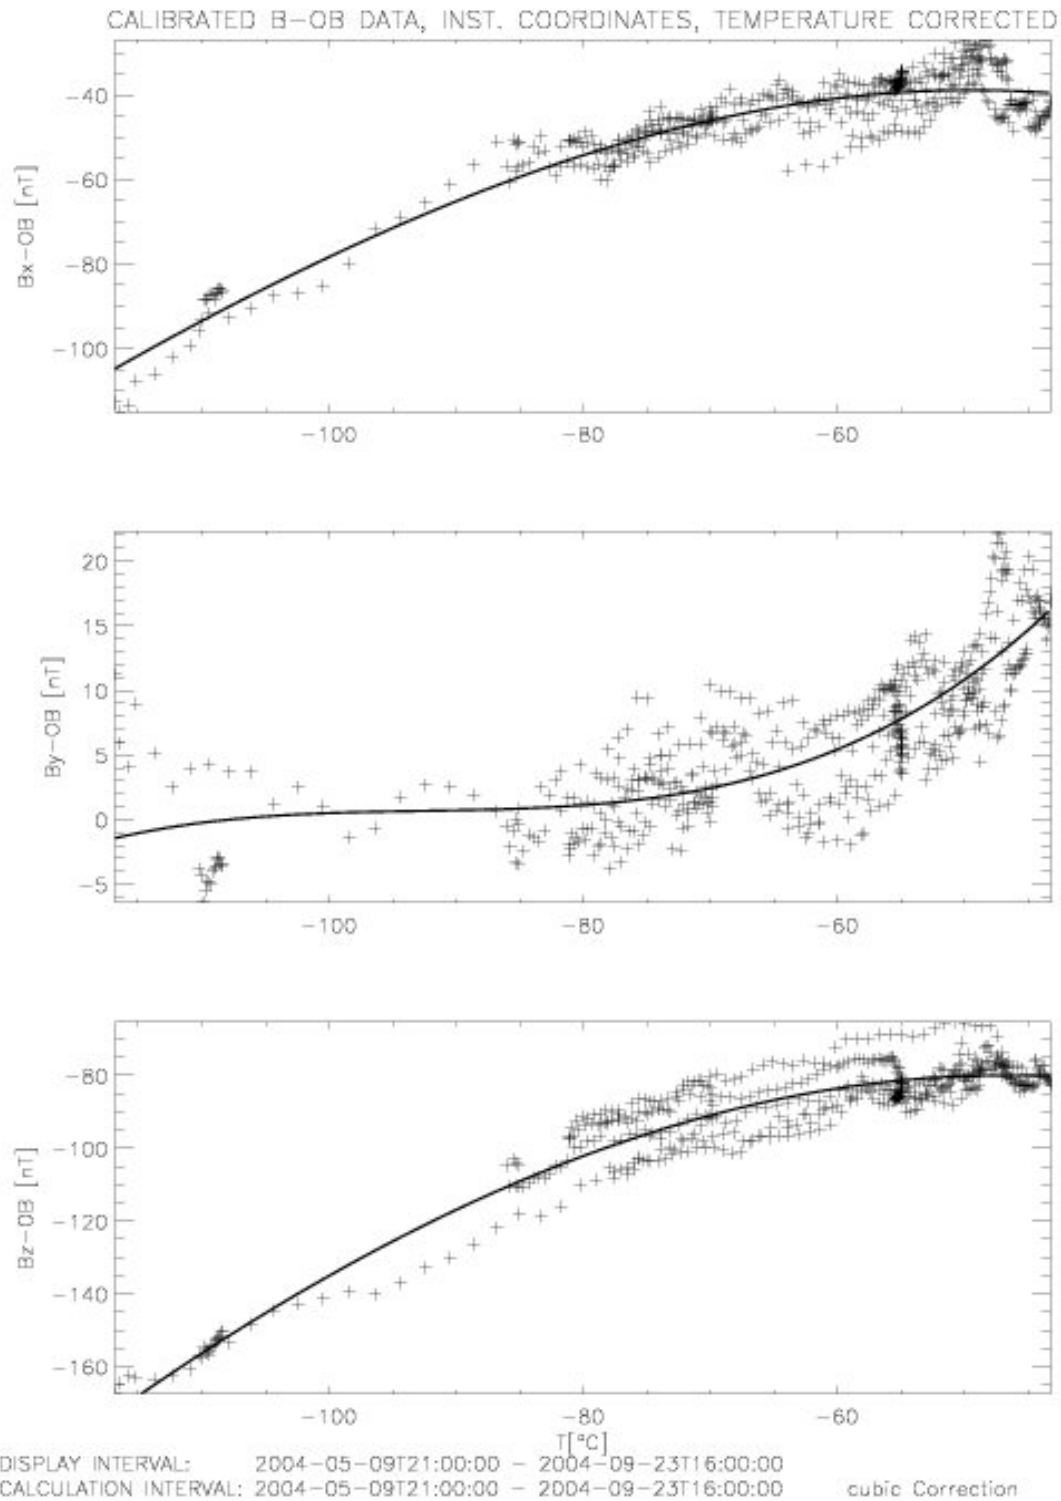 CALIBRATED B-OB DATA, INST. COORDINATES, TEMPERATURE CORRECTED
Bx-OB [nT]
-40
-60
-80
-100
-100 -80 -60
By-OB [nT]
20
15
10
5
0
-5
-100 -80 -60
Bz-OB [nT]
-80
-100
-120
-140
-160
-100 -80 -60
T[°C]
DISPLAY INTERVAL: 2004-05-09T21:00:00 - 2004-09-23T16:00:00
CALCULATION INTERVAL: 2004-05-09T21:00:00 - 2004-09-23T16:00:00 cubic Correction